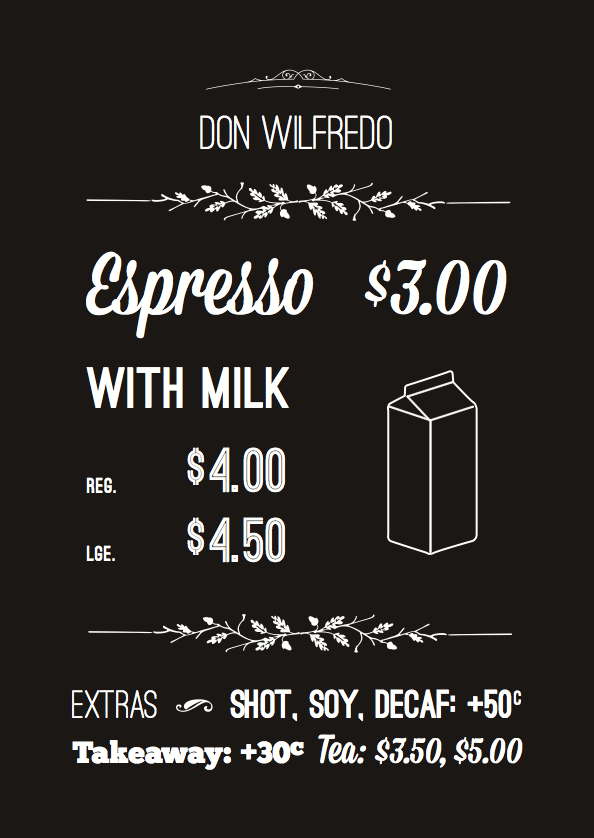 DON WILFREDO
Espresso $3.00
WITH MILK
REG. $4.00
LGE. $4.50
EXTRAS SHOT, SOY, DECAF: +50c
Takeaway: +30c Tea: $3.50, $5.00